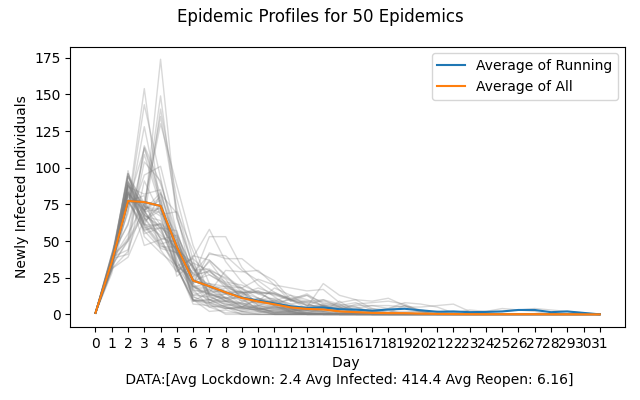 Epidemic Profiles for 50 Epidemics
175
150
125
100
75
50
25
0
Newly Infected Individuals
Average of Running
Average of All
0 1 2 3 4 5 6 7 8 9 10 11 12 13 14 15 16 17 18 19 20 21 22 23 24 25 26 27 28 29 30 31
Day
DATA:[Avg Lockdown: 2.4 Avg Infected: 414.4 Avg Reopen: 6.16]